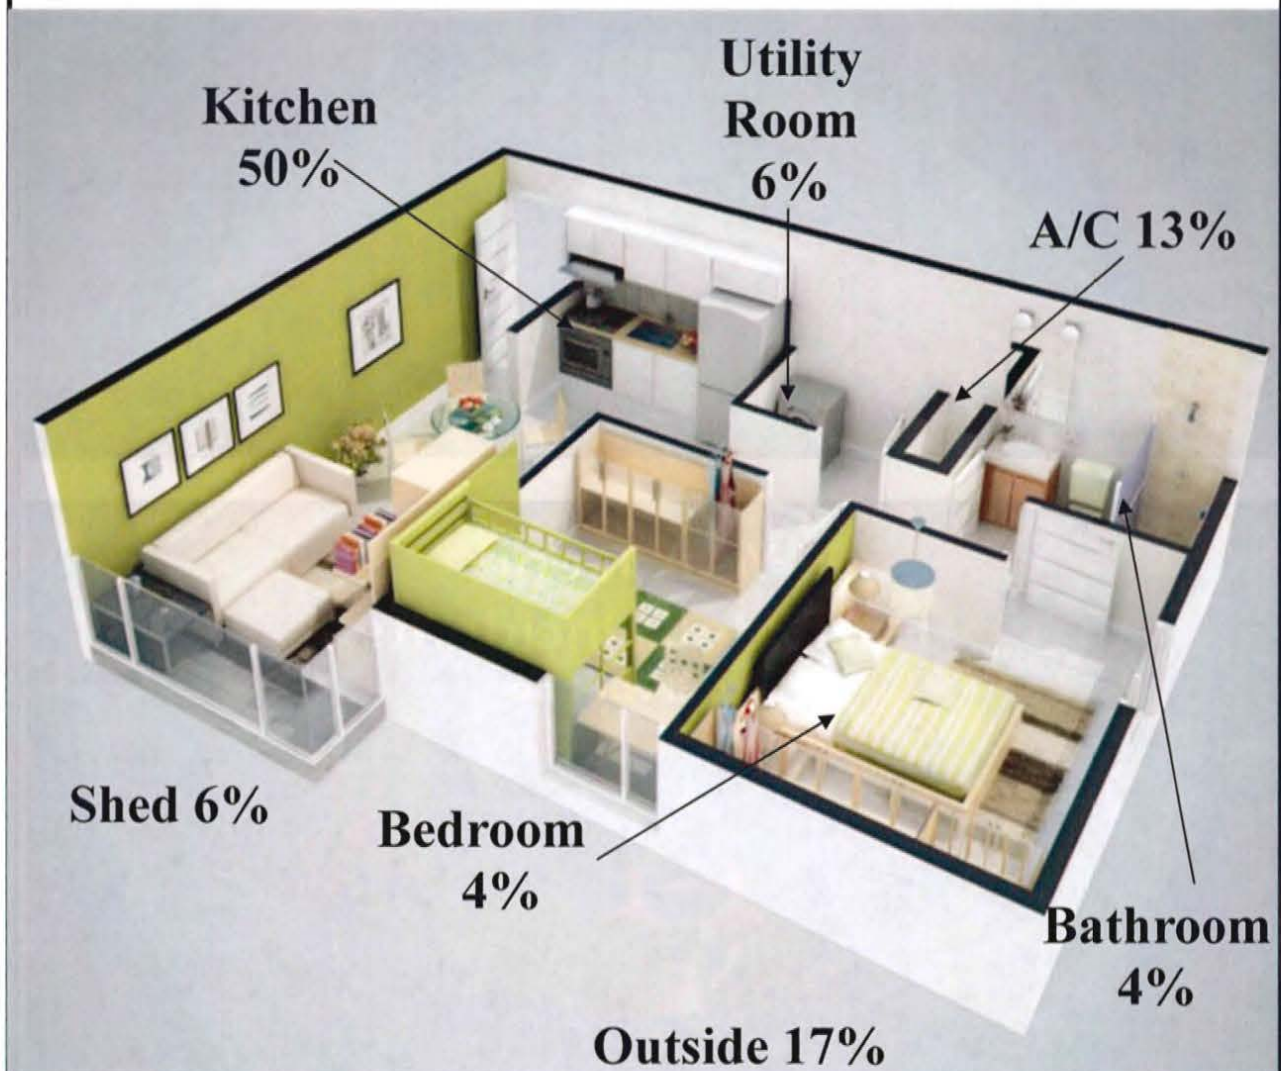 Utility
Room
6%
Kitchen
50%
A/C 13%
Shed 6%
Bedroom
4%
Bathroom
4%
Outside 17%